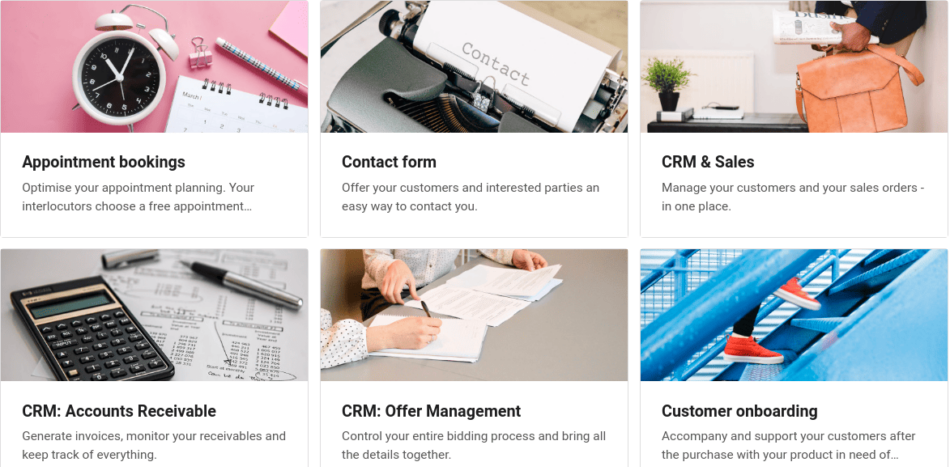 March!
Contact
Appointment bookings
Optimise your appointment planning. Your
interlocutors choose a free appointment...
Contact form
Offer your customers and interested parties an
easy way to contact you.
CRM & Sales
Manage your customers and your sales orders -
in one place.
CRM: Accounts Receivable
Generate invoices, monitor your receivables and
keep track of everything.
CRM: Offer Management
Control your entire bidding process and bring all
the details together.
Customer onboarding
Accompany and support your customers after
the purchase with your product in need of...